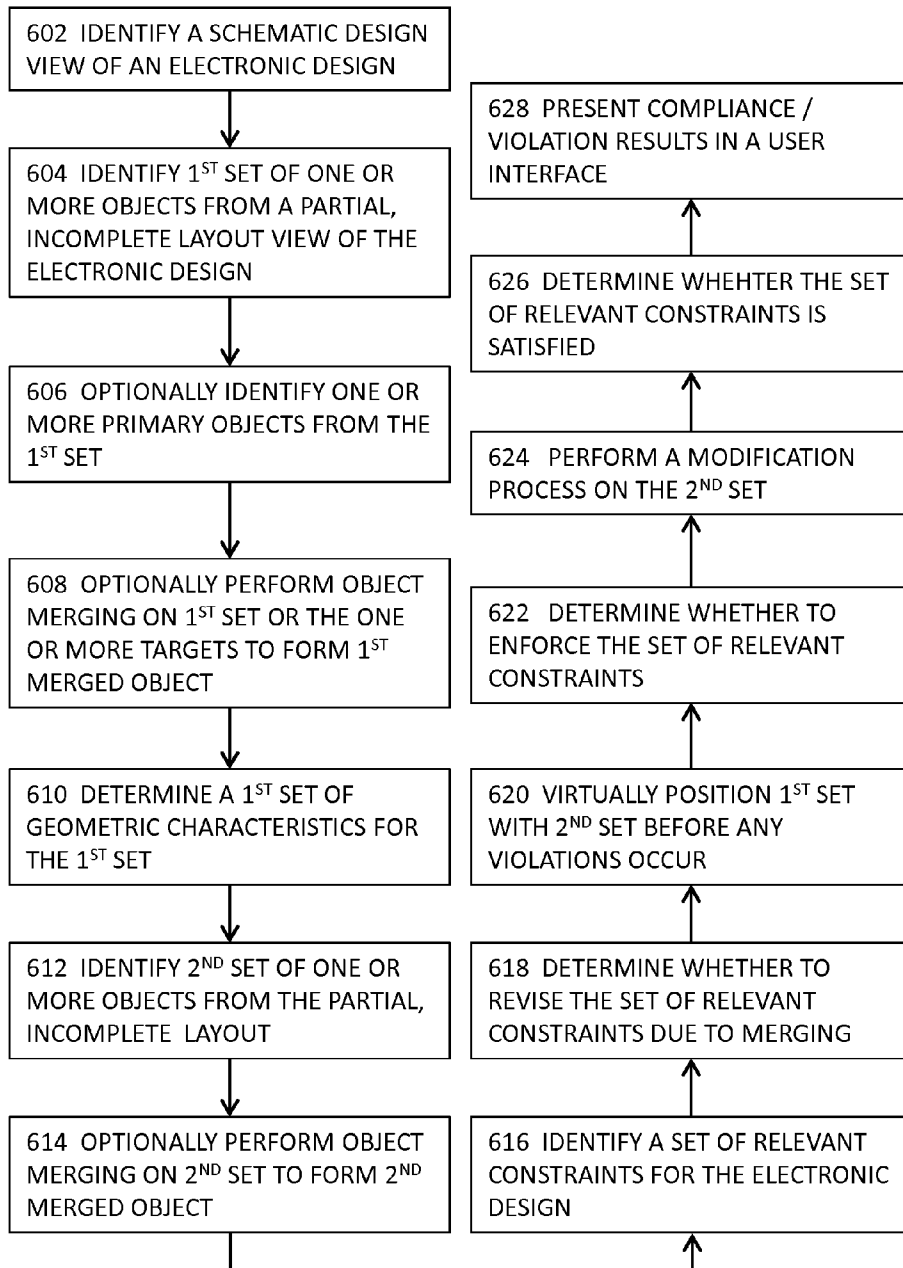 602 IDENTIFY A SCHEMATIC DESIGN
VIEW OF AN ELECTRONIC DESIGN
604 IDENTIFY 1ST SET OF ONE OR
MORE OBJECTS FROM A PARTIAL,
INCOMPLETE LAYOUT VIEW OF THE
ELECTRONIC DESIGN
606 OPTIONALLY IDENTIFY ONE OR
MORE PRIMARY OBJECTS FROM THE
1ST SET
608 OPTIONALLY PERFORM OBJECT
MERGING ON 1ST SET OR THE ONE
OR MORE TARGETS TO FORM 1ST
MERGED OBJECT
610 DETERMINE A 1ST SET OF
GEOMETRIC CHARACTERISTICS FOR
THE 1ST SET
612 IDENTIFY 2ND SET OF ONE OR
MORE OBJECTS FROM THE PARTIAL,
INCOMPLETE LAYOUT
614 OPTIONALLY PERFORM OBJECT
MERGING ON 2ND SET TO FORM 2ND
MERGED OBJECT
616 IDENTIFY A SET OF RELEVANT
CONSTRAINTS FOR THE ELECTRONIC
DESIGN
618 DETERMINE WHETHER TO
REVISE THE SET OF RELEVANT
CONSTRAINTS DUE TO MERGING
620 VIRTUALLY POSITION 1ST SET
WITH 2ND SET BEFORE ANY
VIOLATIONS OCCUR
622 DETERMINE WHETHER TO
ENFORCE THE SET OF RELEVANT
CONSTRAINTS
624 PERFORM A MODIFICATION
PROCESS ON THE 2ND SET
626 DETERMINE WHEHTER THE SET
OF RELEVANT CONSTRAINTS IS
SATISFIED
628 PRESENT COMPLIANCE /
VIOLATION RESULTS IN A USER
INTERFACE